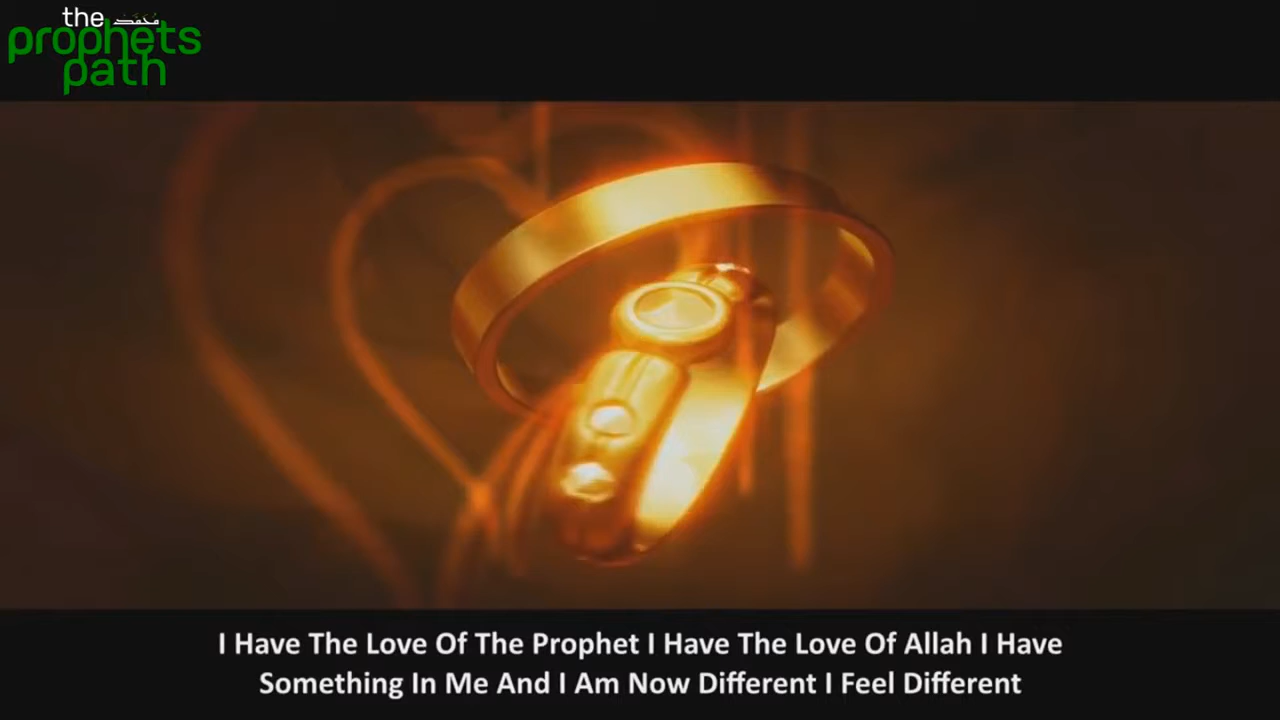 the محمد
prophets
path
I Have The Love Of The Prophet I Have The Love Of Allah I Have
Something In Me And I Am Now Different I Feel Different